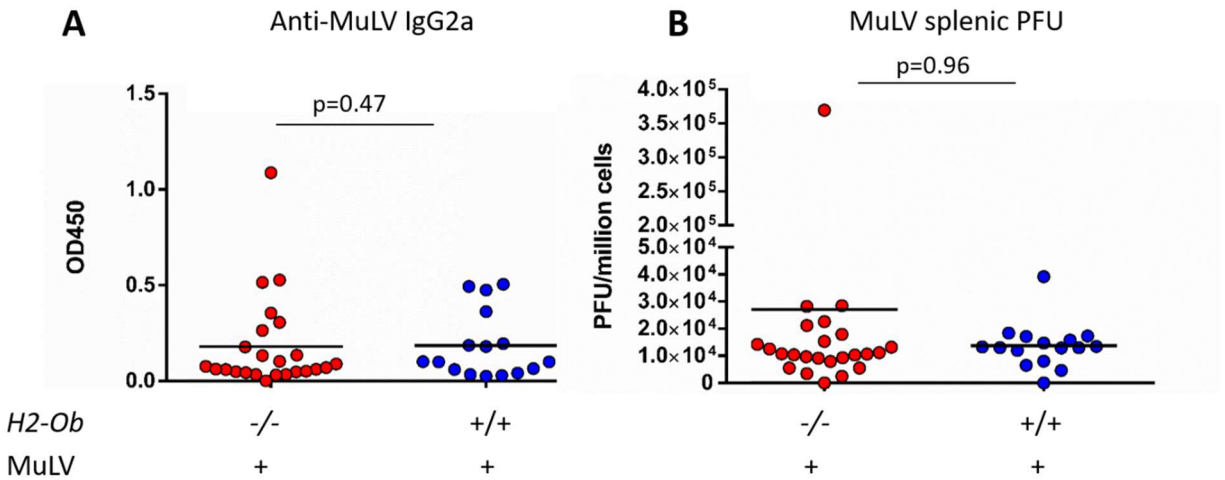 A
Anti-MuLV IgG2a
p=0.47
1.5
1.0
0.5
0.0
OD450
B
MuLV splenic PFU
p=0.96
4.0×10⁵
3.5×10⁵
3.0×10⁵
2.5×10⁵
2.0×10⁵
5.0×10⁴
4.0×10⁴
3.0×10⁴
2.0×10⁴
1.0×10⁴
0
PFU/million cells
H2-Ob -/- +/+ -/- +/+
MuLV + + + +